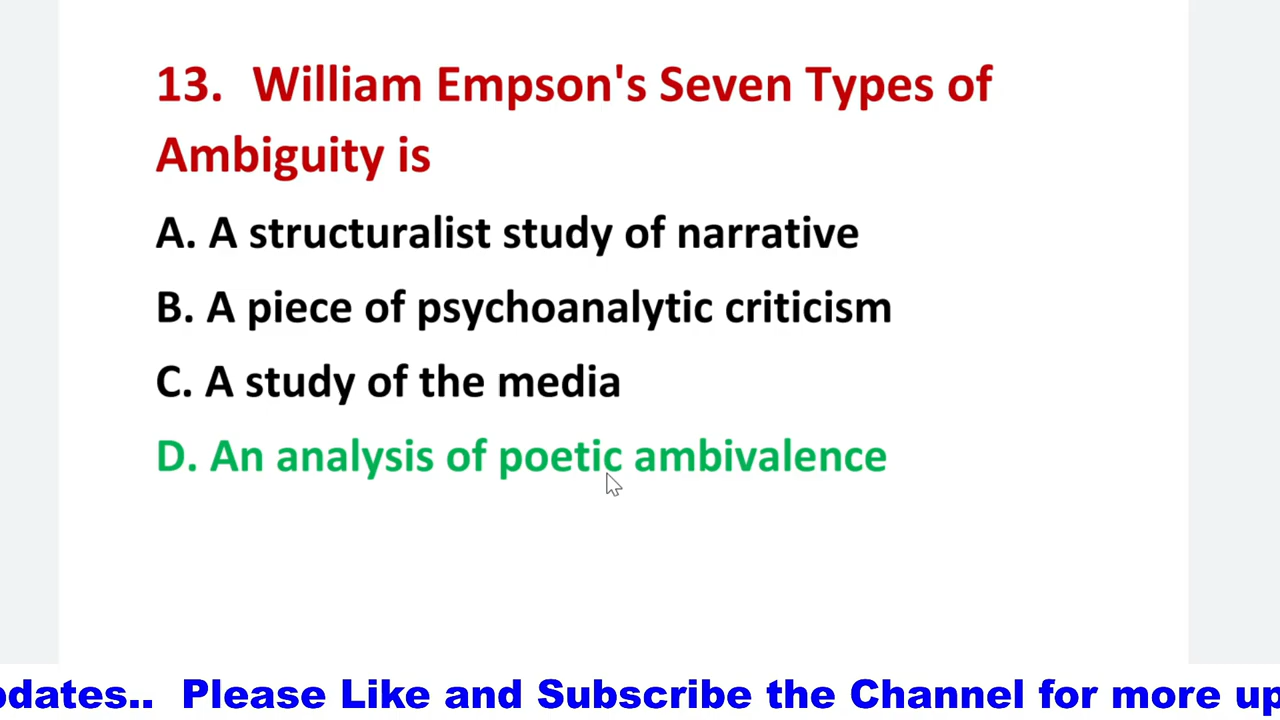 13. William Empson's Seven Types of
Ambiguity is
A. A structuralist study of narrative
B. A piece of psychoanalytic criticism
C. A study of the media
D. An analysis of poetic ambivalence
pdates.. Please Like and Subscribe the Channel for more up